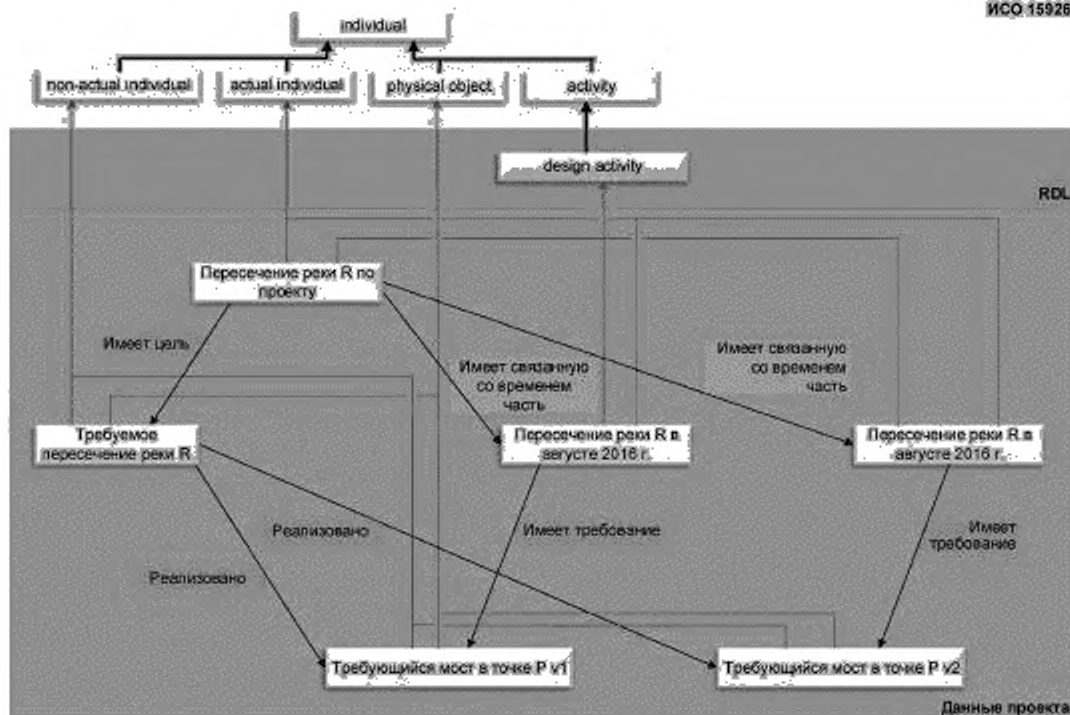 ИСО 15926
individual
non-actual individual
actual individual
physical object
activity
design activity
RDL
Пересечение реки R по
проекту
Имеет цель
Имеет связанную
со временем
часть
Имеет связанную
со временем
часть
Требуемое
пересечение реки R
Пересечение реки R в
августе 2016 г.
Пересечение реки R в
августе 2016 г.
Реализовано
Имеет требование
Имеет
требование
Реализовано
Требующийся мост в точке P v1
Требующийся мост в точке P v2
Данные проекта